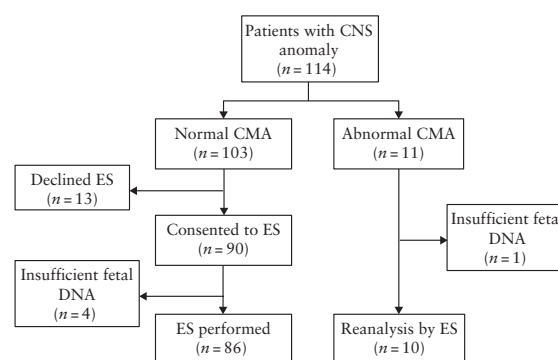 Patients with CNS
anomaly
(n = 114)
Normal CMA
(n = 103)
Abnormal CMA
(n = 11)
Declined ES
(n = 13)
Consented to ES
(n = 90)
Insufficient fetal
DNA
(n = 1)
Insufficient fetal
DNA
(n = 4)
ES performed
(n = 86)
Reanalysis by ES
(n = 10)